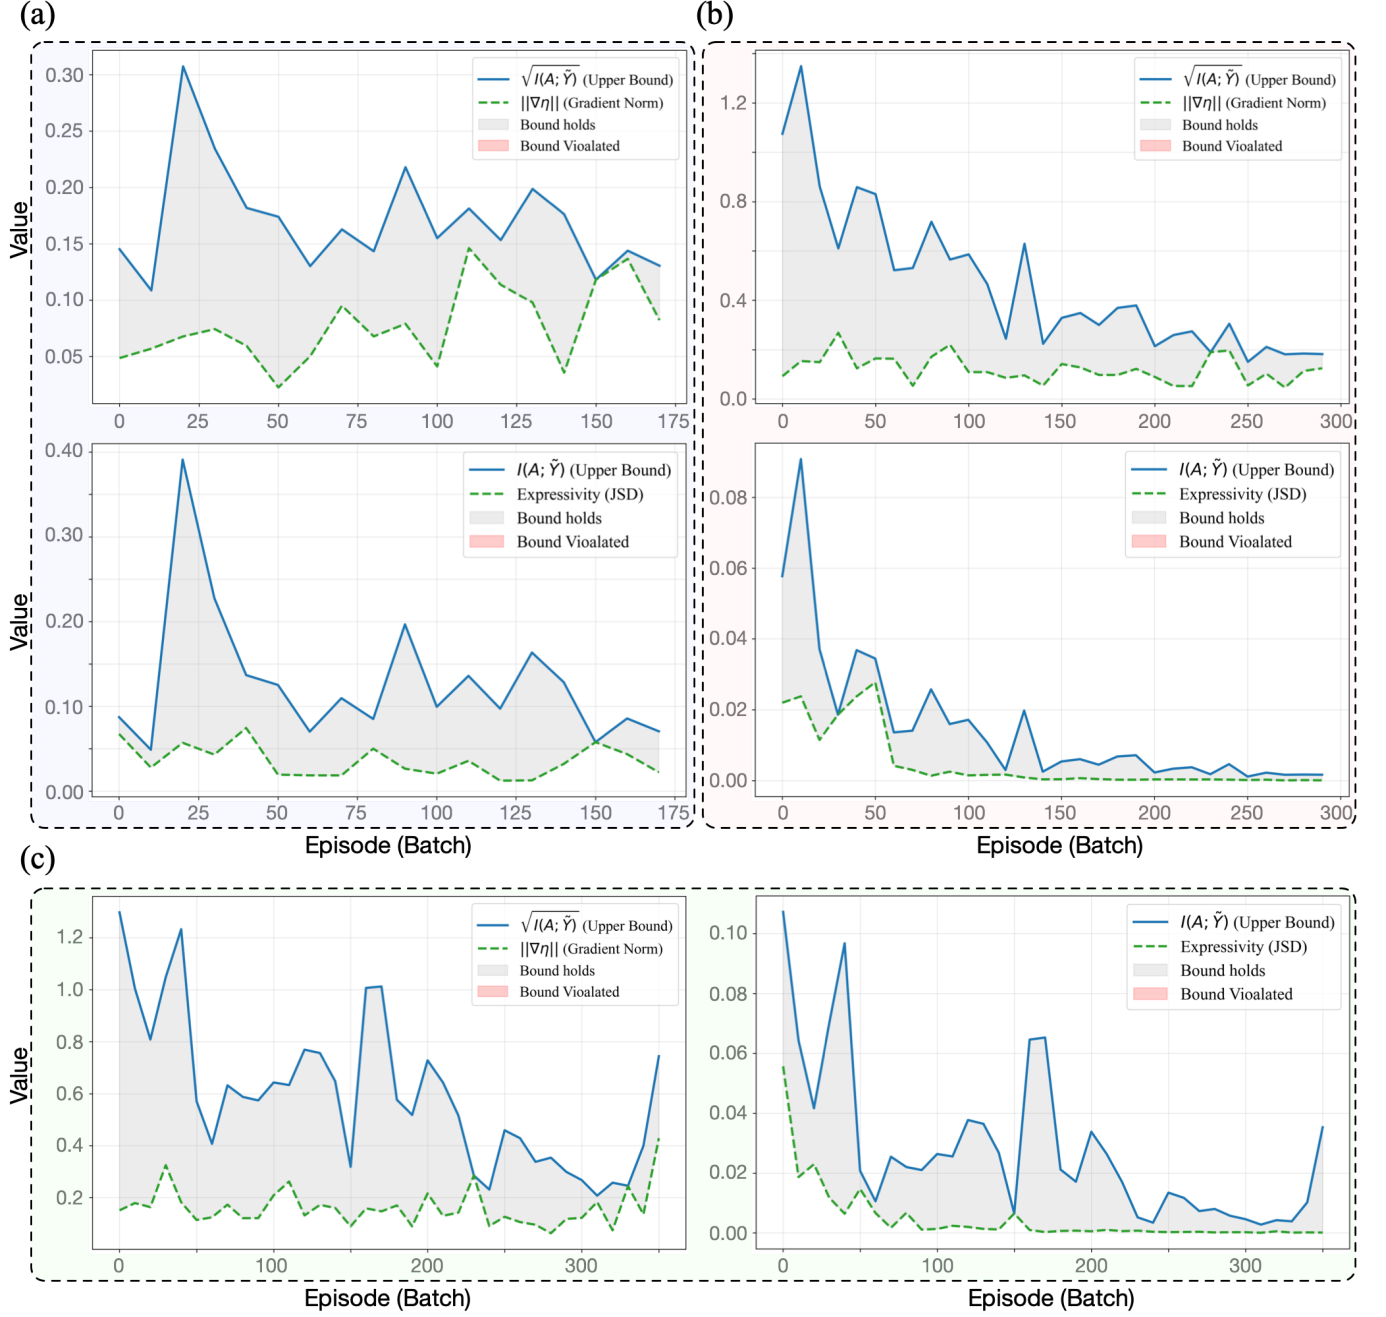 (a)
(b)
0.30
0.25
0.20
0.15
0.10
0.05
Value
√I(A; Ỹ) (Upper Bound)
||∇η|| (Gradient Norm)
Bound holds
Bound Vioalated
0 25 50 75 100 125 150 175
1.2
0.8
0.4
0.0
√I(A; Ỹ) (Upper Bound)
||∇η|| (Gradient Norm)
Bound holds
Bound Vioalated
0 50 100 150 200 250 300
0.40
0.30
0.20
0.10
0.00
Value
I(A; Ỹ) (Upper Bound)
Expressivity (JSD)
Bound holds
Bound Vioalated
0 25 50 75 100 125 150 175
Episode (Batch)
0.08
0.06
0.04
0.02
0.00
I(A; Ỹ) (Upper Bound)
Expressivity (JSD)
Bound holds
Bound Vioalated
0 50 100 150 200 250 300
Episode (Batch)
(c)
1.2
1.0
0.8
0.6
0.4
0.2
Value
√I(A; Ỹ) (Upper Bound)
||∇η|| (Gradient Norm)
Bound holds
Bound Vioalated
0 100 200 300
Episode (Batch)
0.10
0.08
0.06
0.04
0.02
0.00
I(A; Ỹ) (Upper Bound)
Expressivity (JSD)
Bound holds
Bound Vioalated
0 100 200 300
Episode (Batch)